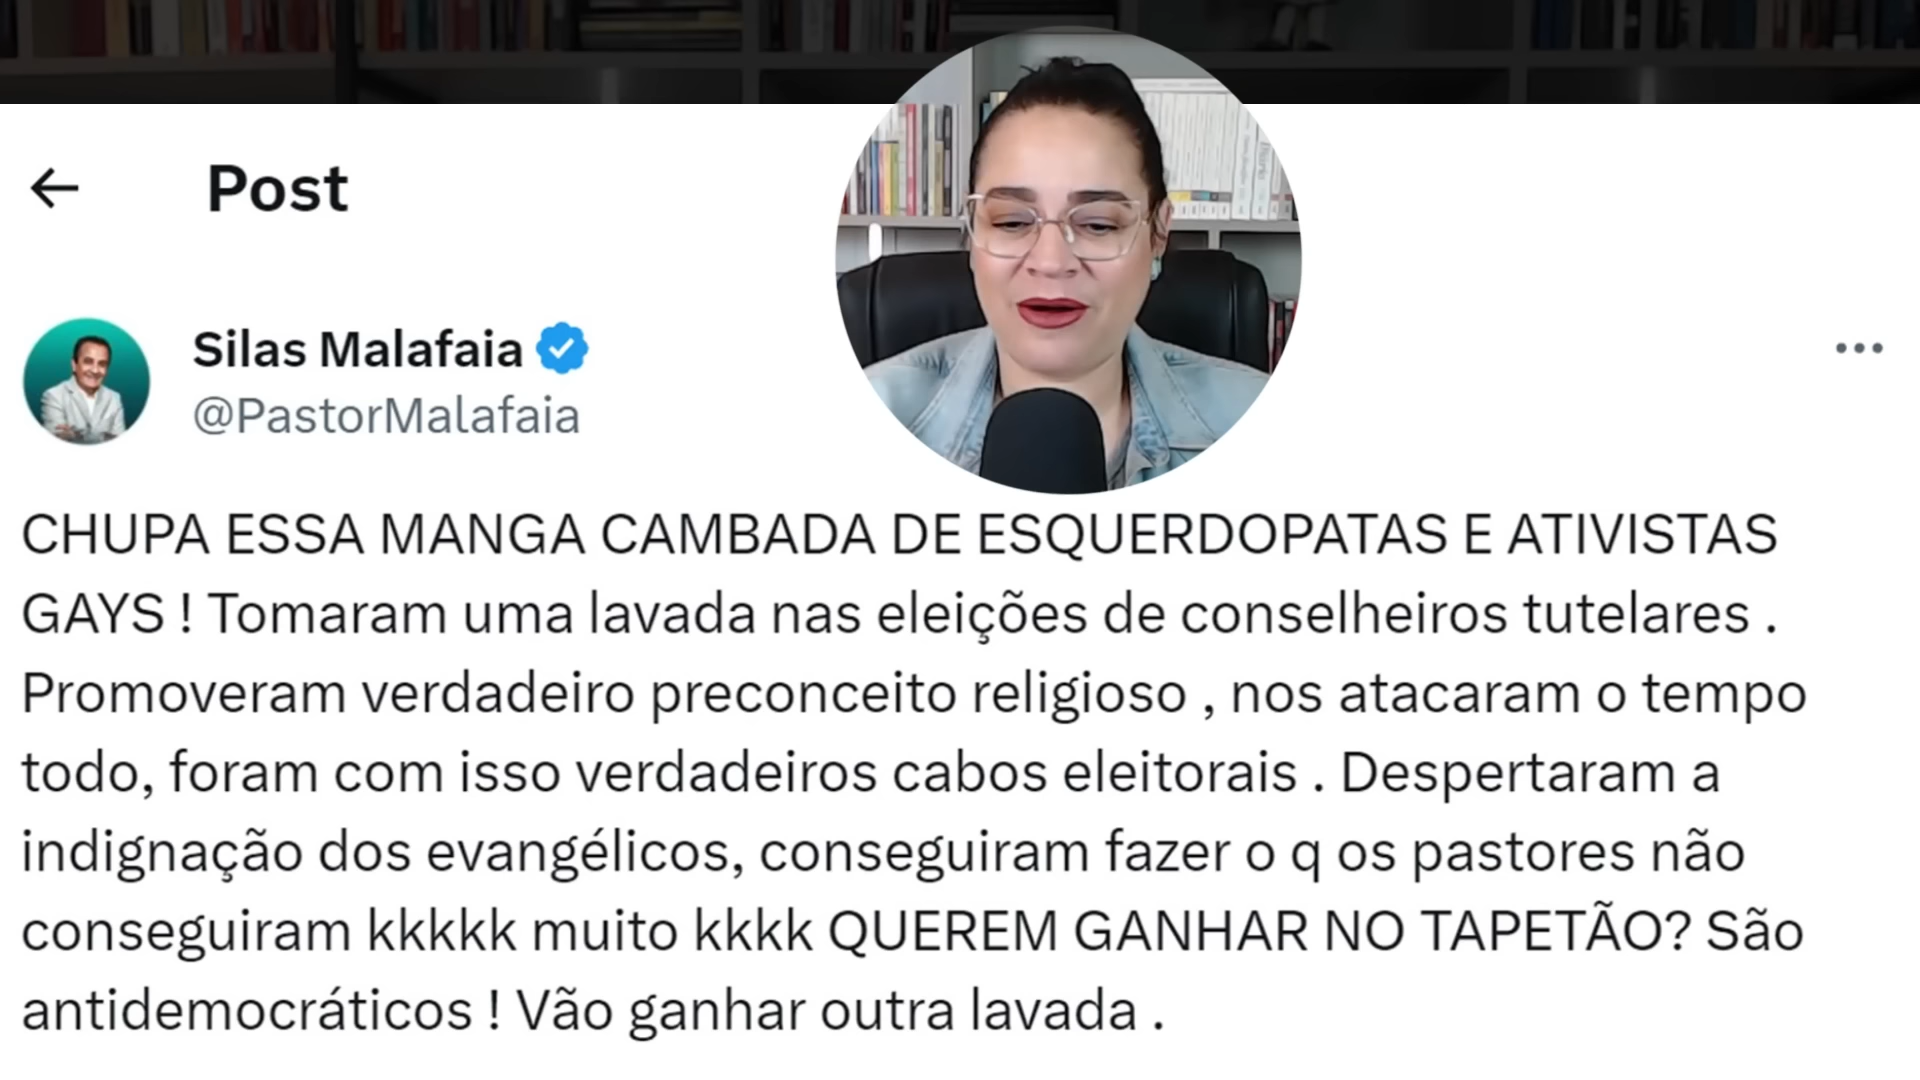 Post
Silas Malafaia
@PastorMalafaia
CHUPA ESSA MANGA CAMBADA DE ESQUERDOPATAS E ATIVISTAS
GAYS ! Tomaram uma lavada nas eleições de conselheiros tutelares .
Promoveram verdadeiro preconceito religioso , nos atacaram o tempo
todo, foram com isso verdadeiros cabos eleitorais . Despertaram a
indignação dos evangélicos, conseguiram fazer o q os pastores não
conseguiram kkkkk muito kkkk QUEREM GANHAR NO TAPETÃO? São
antidemocráticos ! Vão ganhar outra lavada .